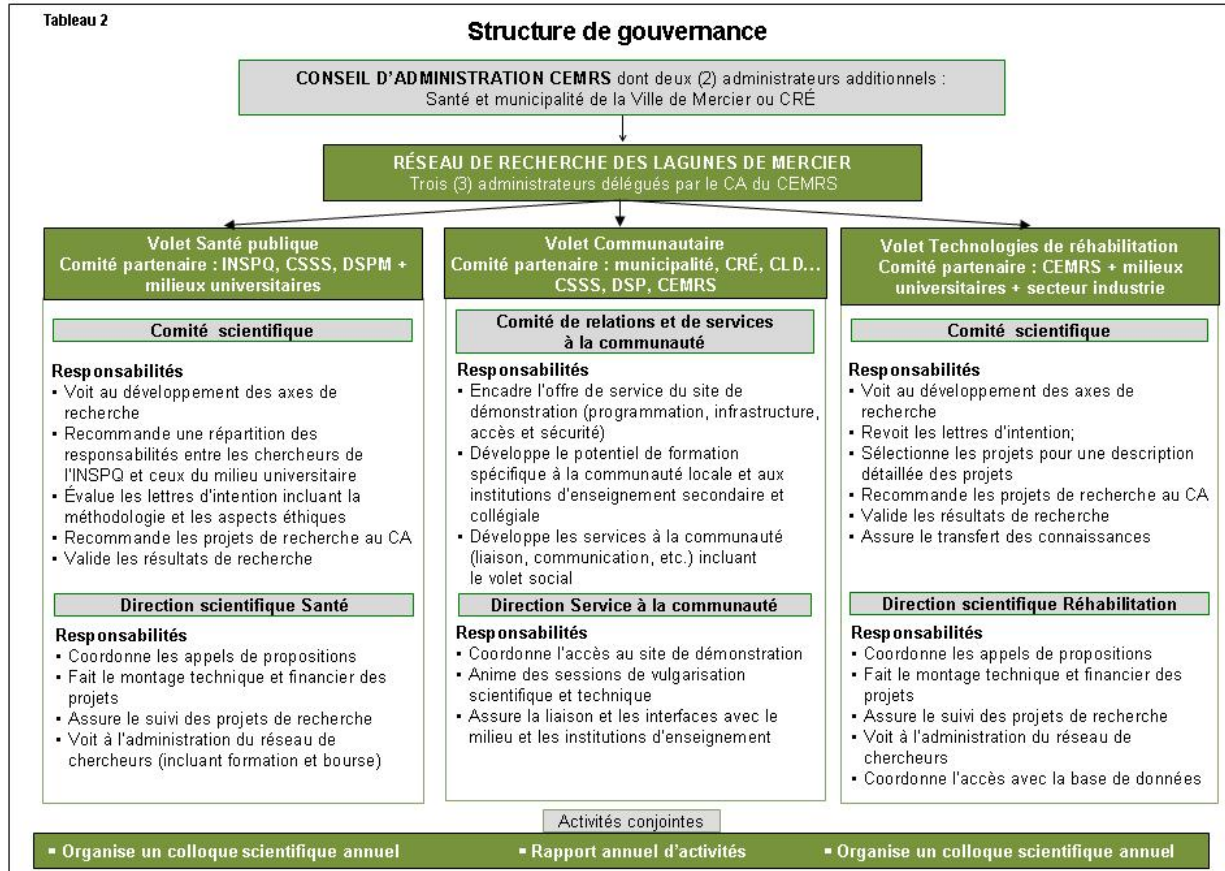 Tableau 2
Structure de gouvernance
CONSEIL D'ADMINISTRATION CEMRS dont deux (2) administrateurs additionnels :
Santé et municipalité de la Ville de Mercier ou CRÉ
RÉSEAU DE RECHERCHE DES LAGUNES DE MERCIER
Trois (3) administrateurs délégués par le CA du CEMRS
Volet Santé publique
Comité partenaire : INSPQ, CSSS, DSPM +
milieux universitaires
Comité scientifique
Responsabilités
▪ Voit au développement des axes de
recherche
▪ Recommande une répartition des
responsabilités entre les chercheurs de
l'INSPQ et ceux du milieu universitaire
▪ Évalue les lettres d'intention incluant la
méthodologie et les aspects éthiques
▪ Recommande les projets de recherche au CA
▪ Valide les résultats de recherche
Direction scientifique Santé
Responsabilités
▪ Coordonne les appels de propositions
▪ Fait le montage technique et financier des
projets
▪ Assure le suivi des projets de recherche
▪ Voit à l'administration du réseau de
chercheurs (incluant formation et bourse)
Volet Communautaire
Comité partenaire : municipalité, CRÉ, CLD...
CSSS, DSP, CEMRS
Comité de relations et de services
à la communauté
Responsabilités
▪ Encadre l'offre de service du site de
démonstration (programmation, infrastructure,
accès et sécurité)
▪ Développe le potentiel de formation
spécifique à la communauté locale et aux
institutions d'enseignement secondaire et
collégiale
▪ Développe les services à la communauté
(liaison, communication, etc.) incluant
le volet social
Direction Service à la communauté
Responsabilités
▪ Coordonne l'accès au site de démonstration
▪ Anime des sessions de vulgarisation
scientifique et technique
▪ Assure la liaison et les interfaces avec le
milieu et les institutions d'enseignement
Volet Technologies de réhabilitation
Comité partenaire : CEMRS + milieux
universitaires + secteur industrie
Comité scientifique
Responsabilités
▪ Voit au développement des axes de
recherche
▪ Revoit les lettres d'intention;
▪ Sélectionne les projets pour une description
détaillée des projets
▪ Recommande les projets de recherche au CA
▪ Valide les résultats de recherche
▪ Assure le transfert des connaissances
Direction scientifique Réhabilitation
Responsabilités
▪ Coordonne les appels de propositions
▪ Fait le montage technique et financier des
projets
▪ Assure le suivi des projets de recherche
▪ Voit à l'administration du réseau de
chercheurs
▪ Coordonne l'accès avec la base de données
Activités conjointes
▪ Organise un colloque scientifique annuel ▪ Rapport annuel d'activités ▪ Organise un colloque scientifique annuel